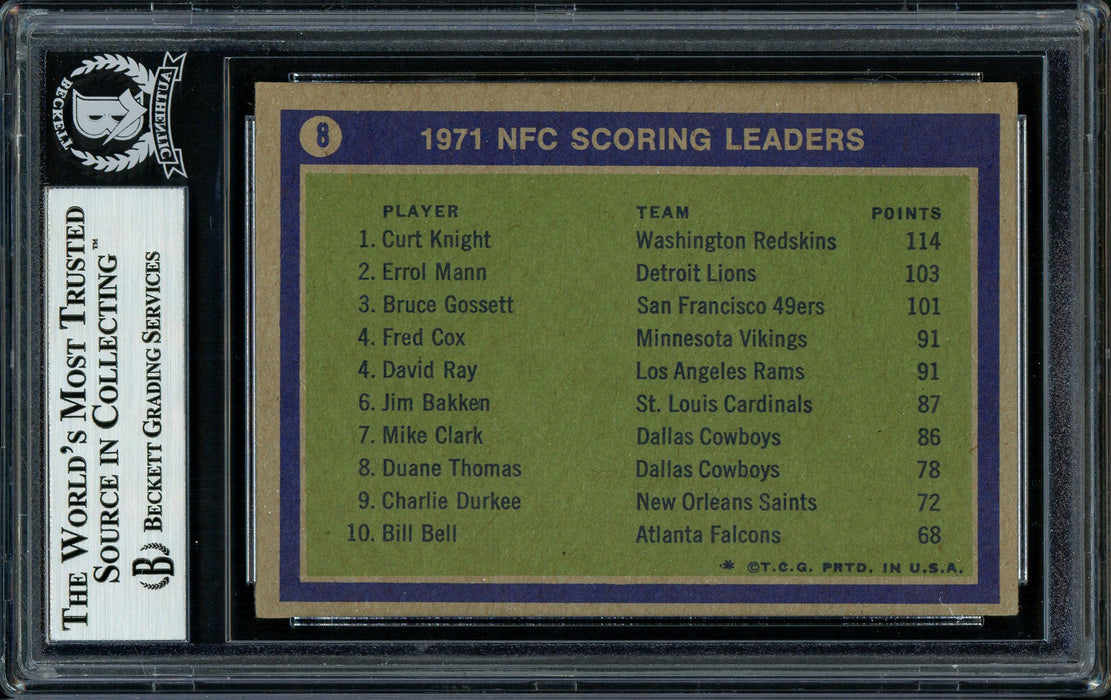 BECKETT
AUTHENTIC
B
THE WORLD'S MOST TRUSTED
SOURCE IN COLLECTING™
B BECKETT GRADING SERVICES
8 1971 NFC SCORING LEADERS
PLAYER TEAM POINTS
1. Curt Knight Washington Redskins 114
2. Errol Mann Detroit Lions 103
3. Bruce Gossett San Francisco 49ers 101
4. Fred Cox Minnesota Vikings 91
4. David Ray Los Angeles Rams 91
6. Jim Bakken St. Louis Cardinals 87
7. Mike Clark Dallas Cowboys 86
8. Duane Thomas Dallas Cowboys 78
9. Charlie Durkee New Orleans Saints 72
10. Bill Bell Atlanta Falcons 68
* ©T.C.G. PRTD. IN U.S.A.